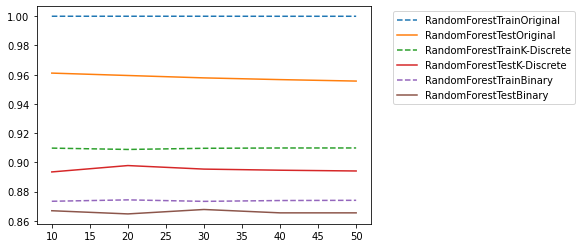 1.00
0.98
0.96
0.94
0.92
0.90
0.88
0.86
10 15 20 25 30 35 40 45 50
RandomForestTrainOriginal
RandomForestTestOriginal
RandomForestTrainK-Discrete
RandomForestTestK-Discrete
RandomForestTrainBinary
RandomForestTestBinary